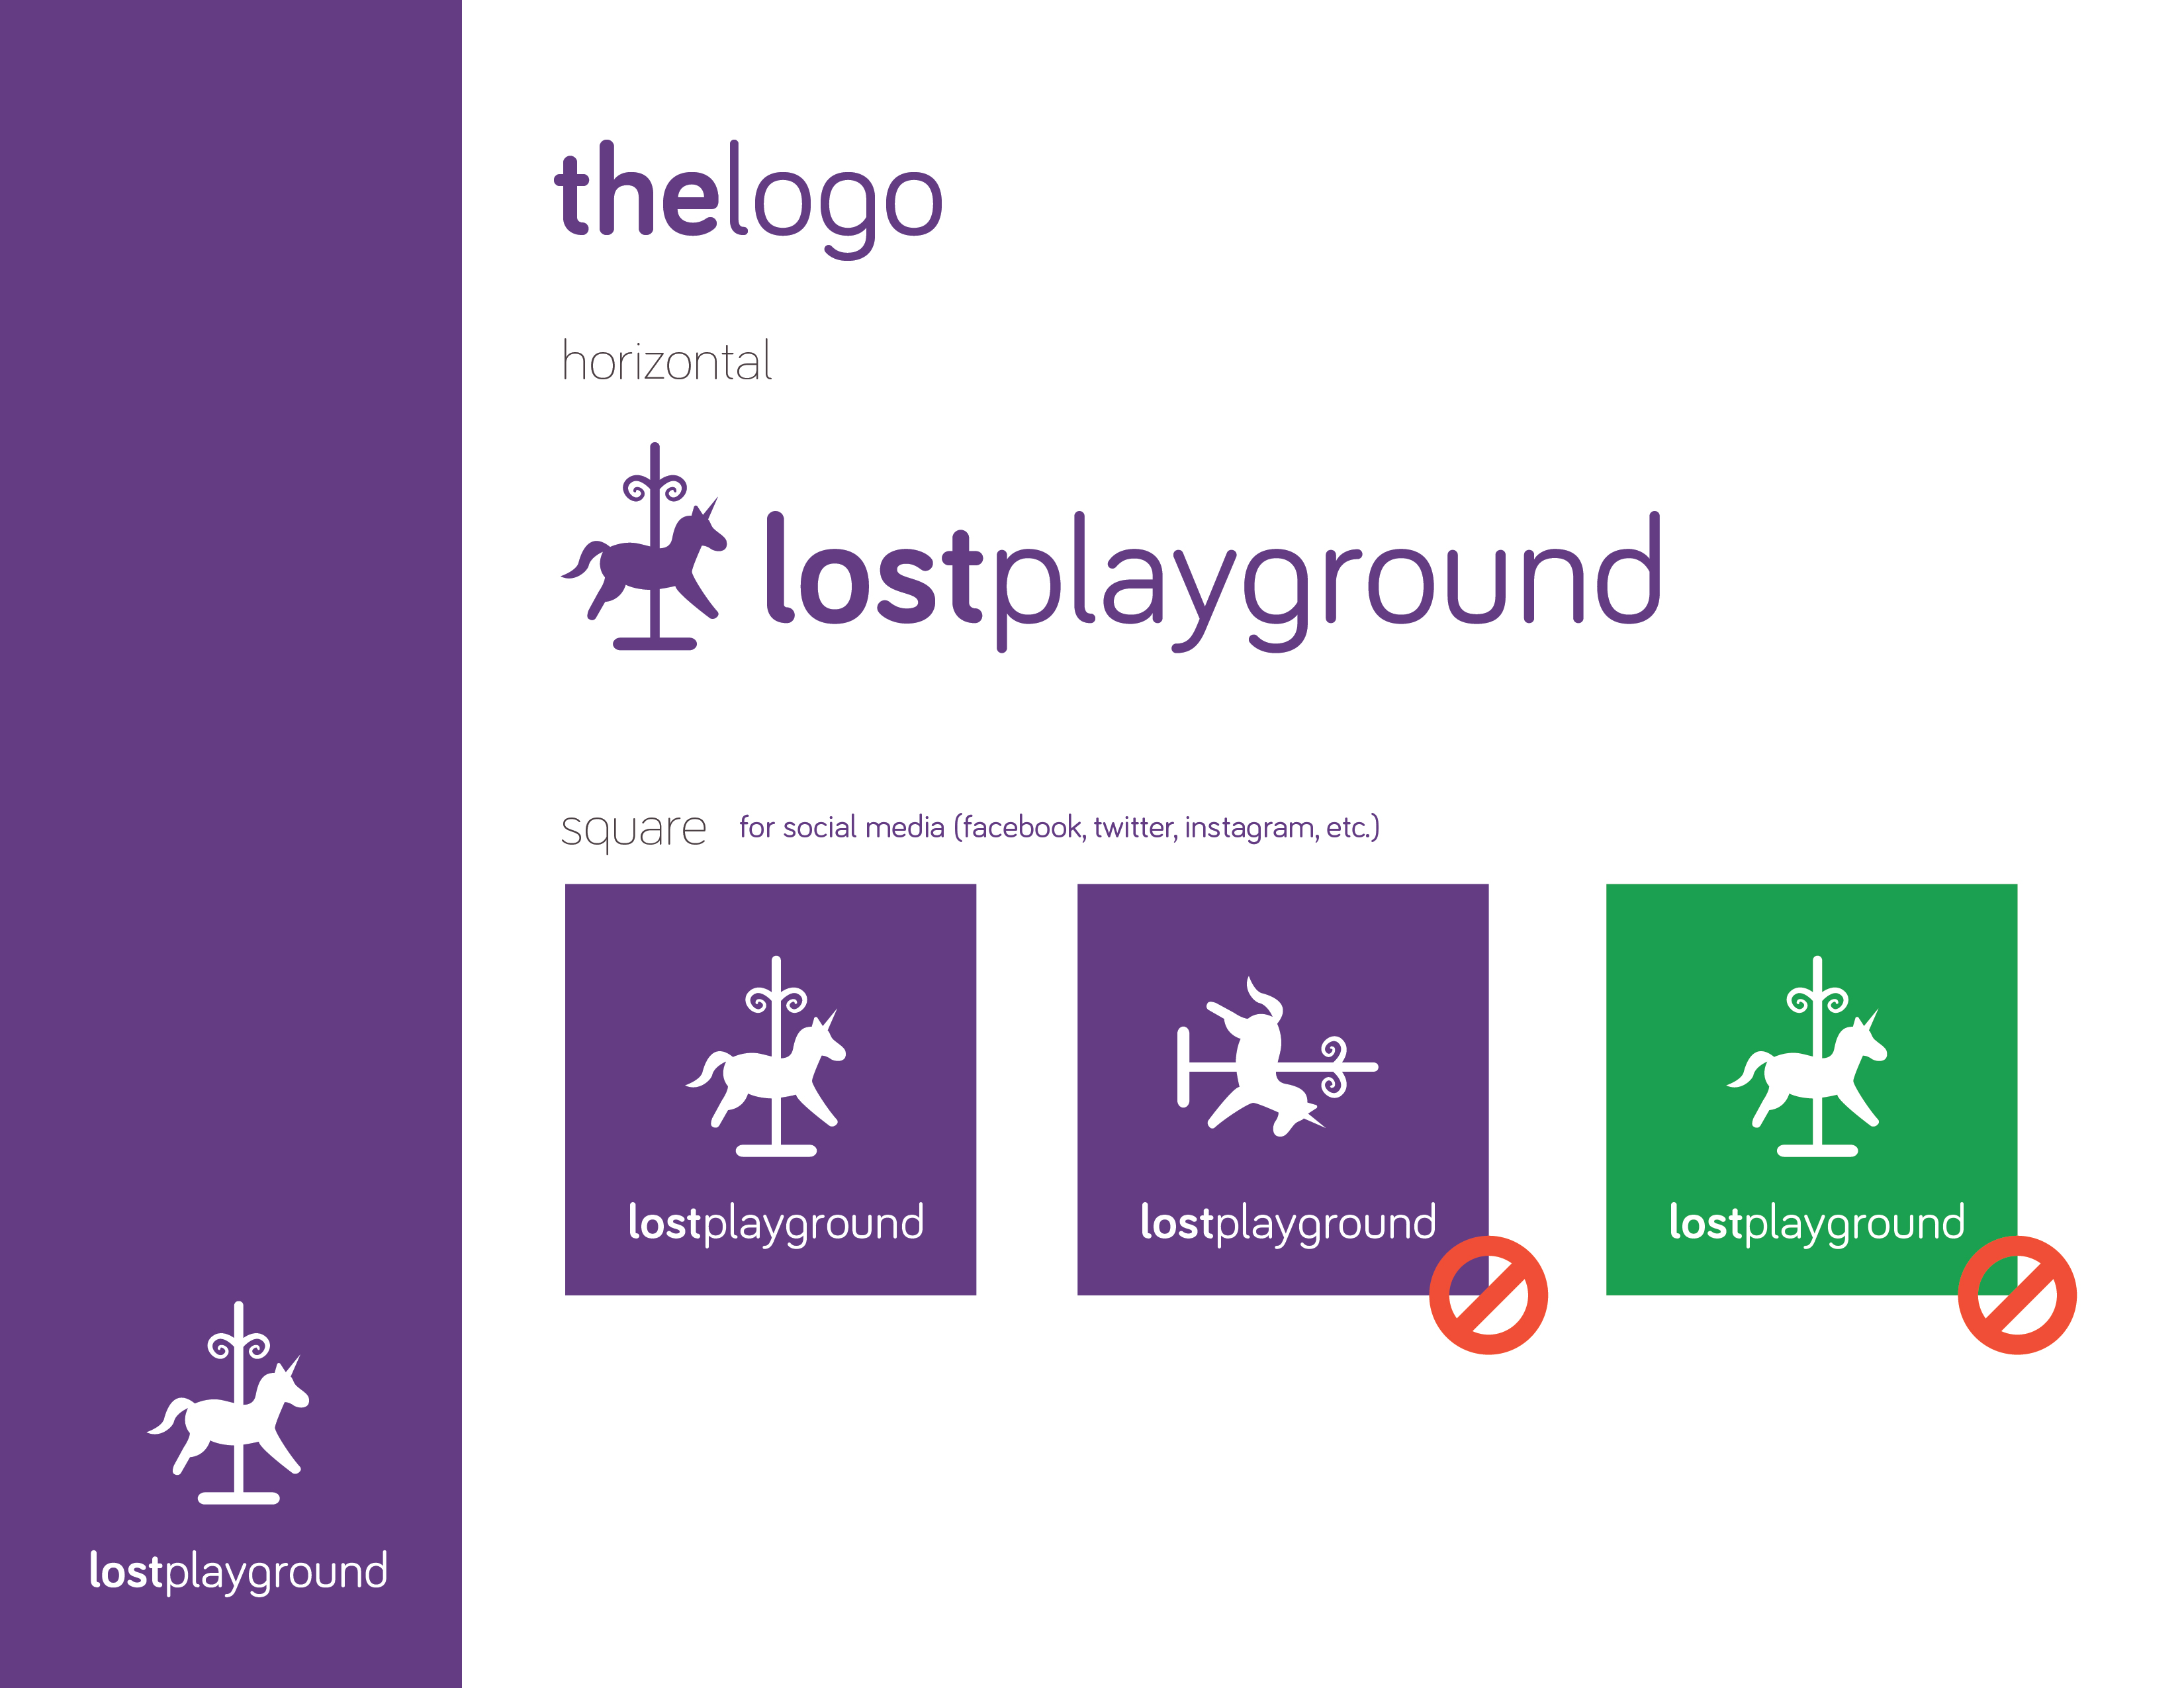 thelogo
horizontal
lostplayground
square for social media (facebook, twitter, instagram, etc.)
lostplayground
lostplayground
lostplayground
lostplayground